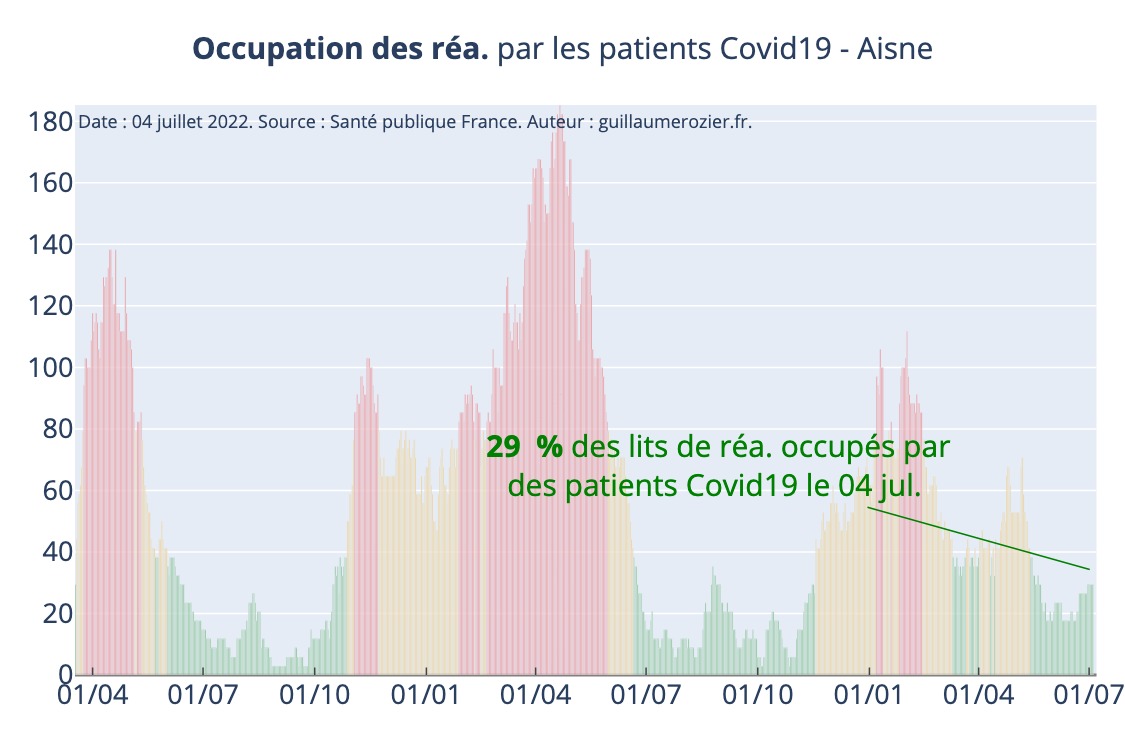 Occupation des réa. par les patients Covid19 - Aisne
180
Date : 04 juillet 2022. Source : Santé publique France. Auteur : guillaumerozier.fr.
160
140
120
100
80
60
40
20
0
29 % des lits de réa. occupés par
des patients Covid19 le 04 jul.
01/04 01/07 01/10 01/01 01/04 01/07 01/10 01/01 01/04 01/07